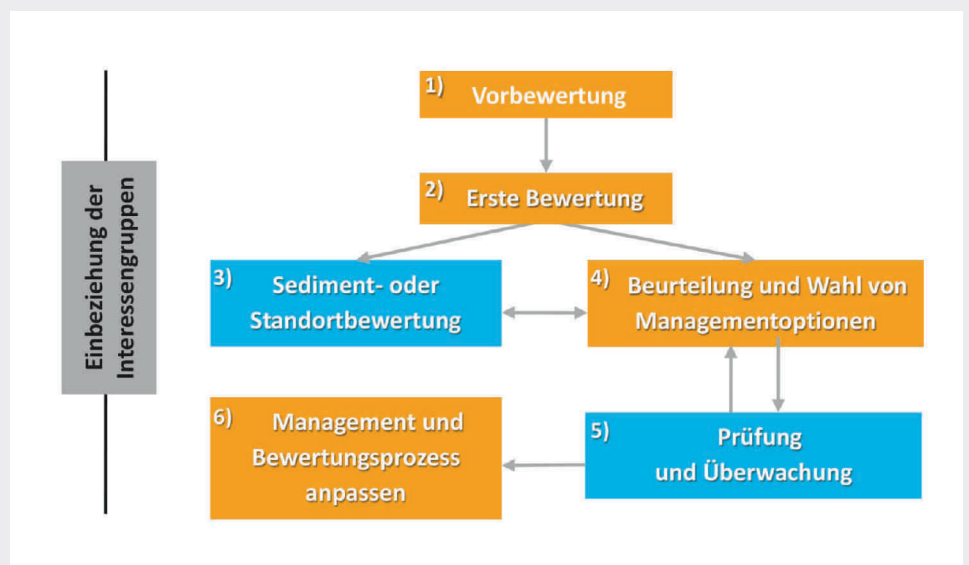 Einbeziehung der
Interessengruppen
1) Vorbewertung
2) Erste Bewertung
3) Sediment- oder
Standortbewertung
4) Beurteilung und Wahl von
Managementoptionen
5) Prüfung
und Überwachung
6) Management und
Bewertungsprozess
anpassen